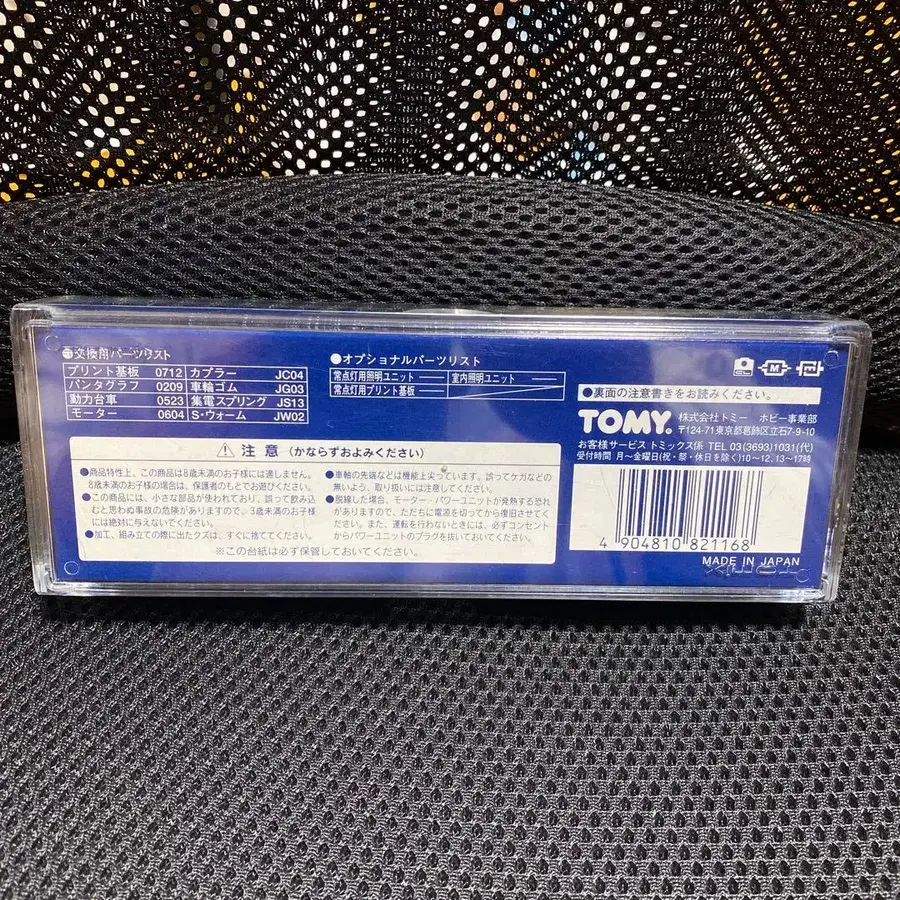 交換用パーツリスト
プリント基板 0712 カプラー JC04
パンタグラフ 0209 車輪ゴム JG03
動力台車 0523 集電スプリング JS13
モーター 0604 S・ウォーム JW02
●オプショナルパーツリスト
常点灯用照明ユニット 室内照明ユニット
常点灯用プリント基板
⚠ 注 意 (かならずおよみください)
●商品特性上、この商品は8歳未満のお子様には適しません。
8歳未満のお子様の場合は、保護者のもとでお遊びください。
●この商品には、小さな部品が使われており、誤って飲み込
むと思わぬ事故の危険がありますので、3歳未満のお子様
には絶対に与えないでください。
●加工、組み立ての際に出たクズは、すぐに捨ててください。
●車軸の先端などは機能上尖っています。誤ってケガなどの
無いよう、取り扱いには注意してください。
●脱線した場合、モーター・パワーユニットが発熱する恐れ
がありますので、ただちに電源を切ってから復旧させてく
ださい。また、運転を行わないときには、必ずコンセント
からパワーユニットのプラグを抜いておいてください。
※この台紙は必ず保管しておいてください。
●裏面の注意書きをお読みください。
TOMY® 株式会社トミー ホビー事業部
〒124-71東京都葛飾区立石7-9-10
お客様サービス トミックス係 TEL 03(3693)1031(代)
受付時間 月〜金曜日(祝・祭・休日を除く)10〜12、13〜17時
4 904810 821168
MADE IN JAPAN